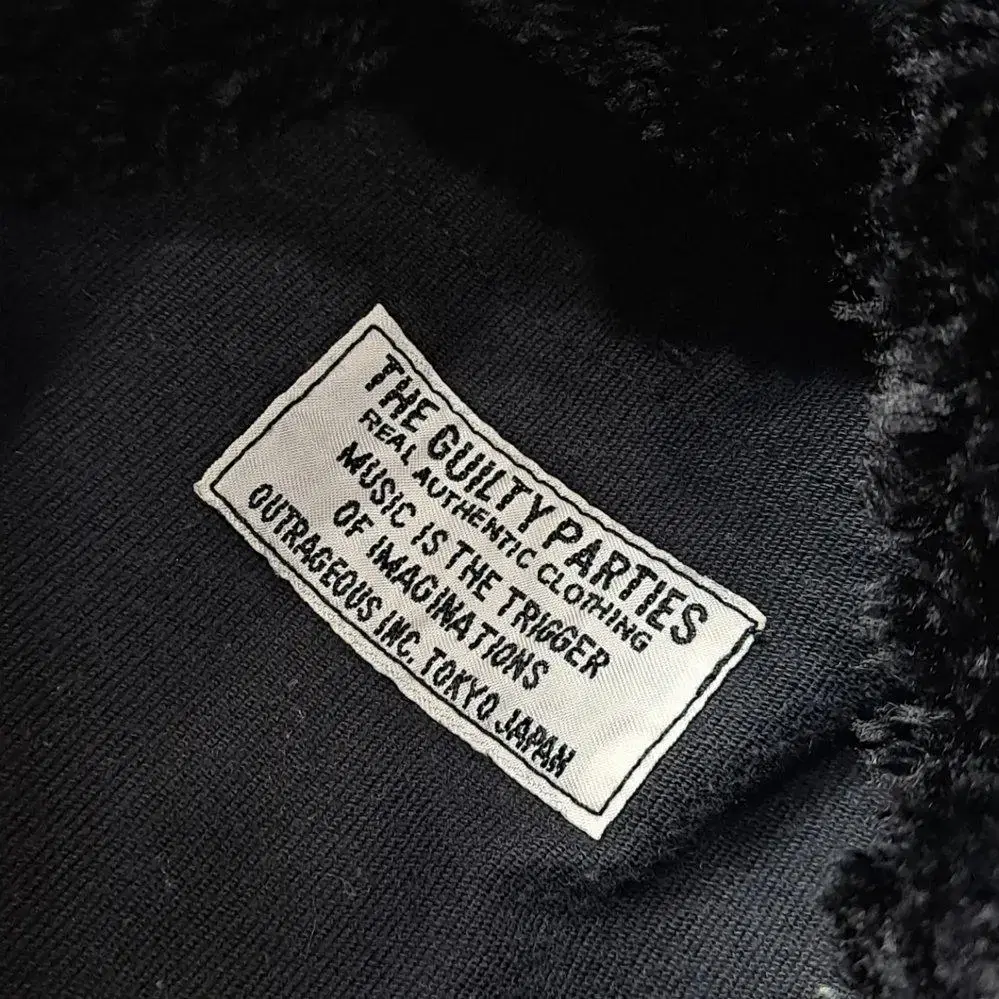 THE GUILTY PARTIES
REAL AUTHENTIC CLOTHING
MUSIC IS THE TRIGGER
OF IMAGINATIONS
OUTRAGEOUS INC. TOKYO JAPAN